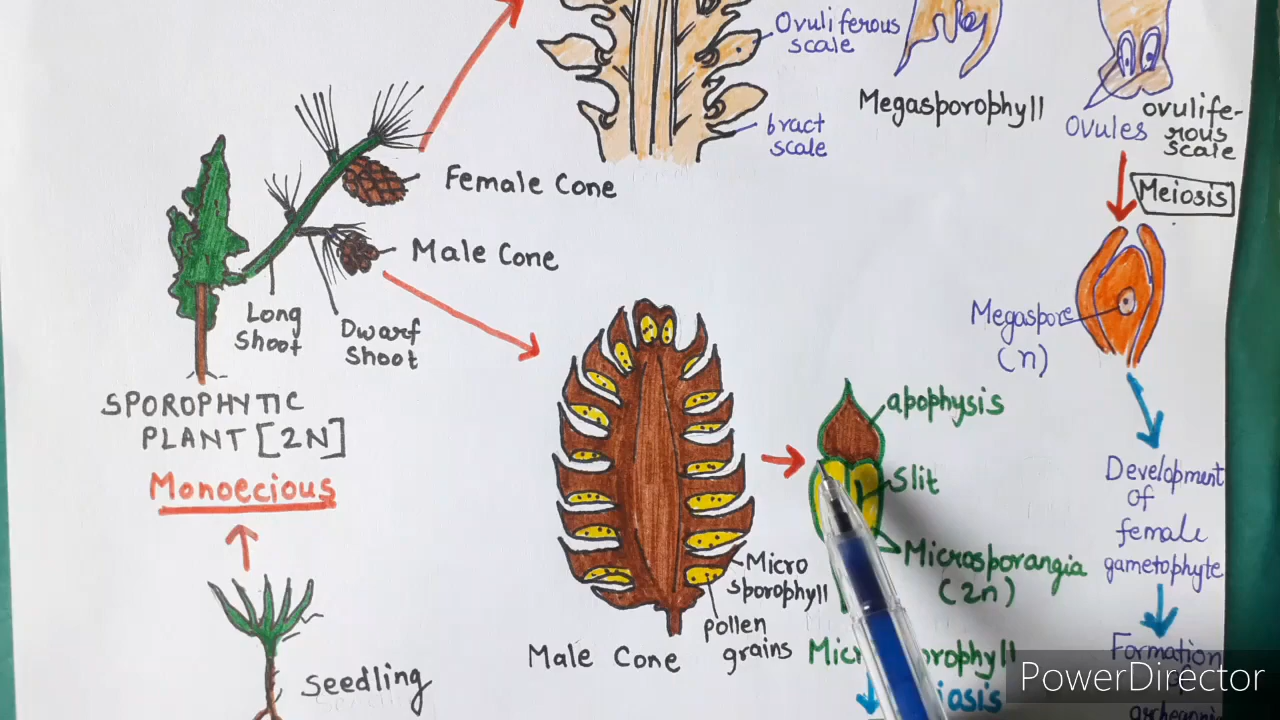 Ovuliferous
scale
bract
scale
Megasporophyll
Ovules
ovulife-
rous
scale
Meiosis
Female Cone
Male Cone
Long
Shoot
Dwarf
Shoot
SPOROPHYTIC
PLANT [2N]
Monoecious
Seedling
Megaspore
(n)
apophysis
Slit
Microsporangia
(2n)
Micro
sporophyll
pollen
grains
Male Cone
Development
of
female
gametophyte
Formation
PowerDirector